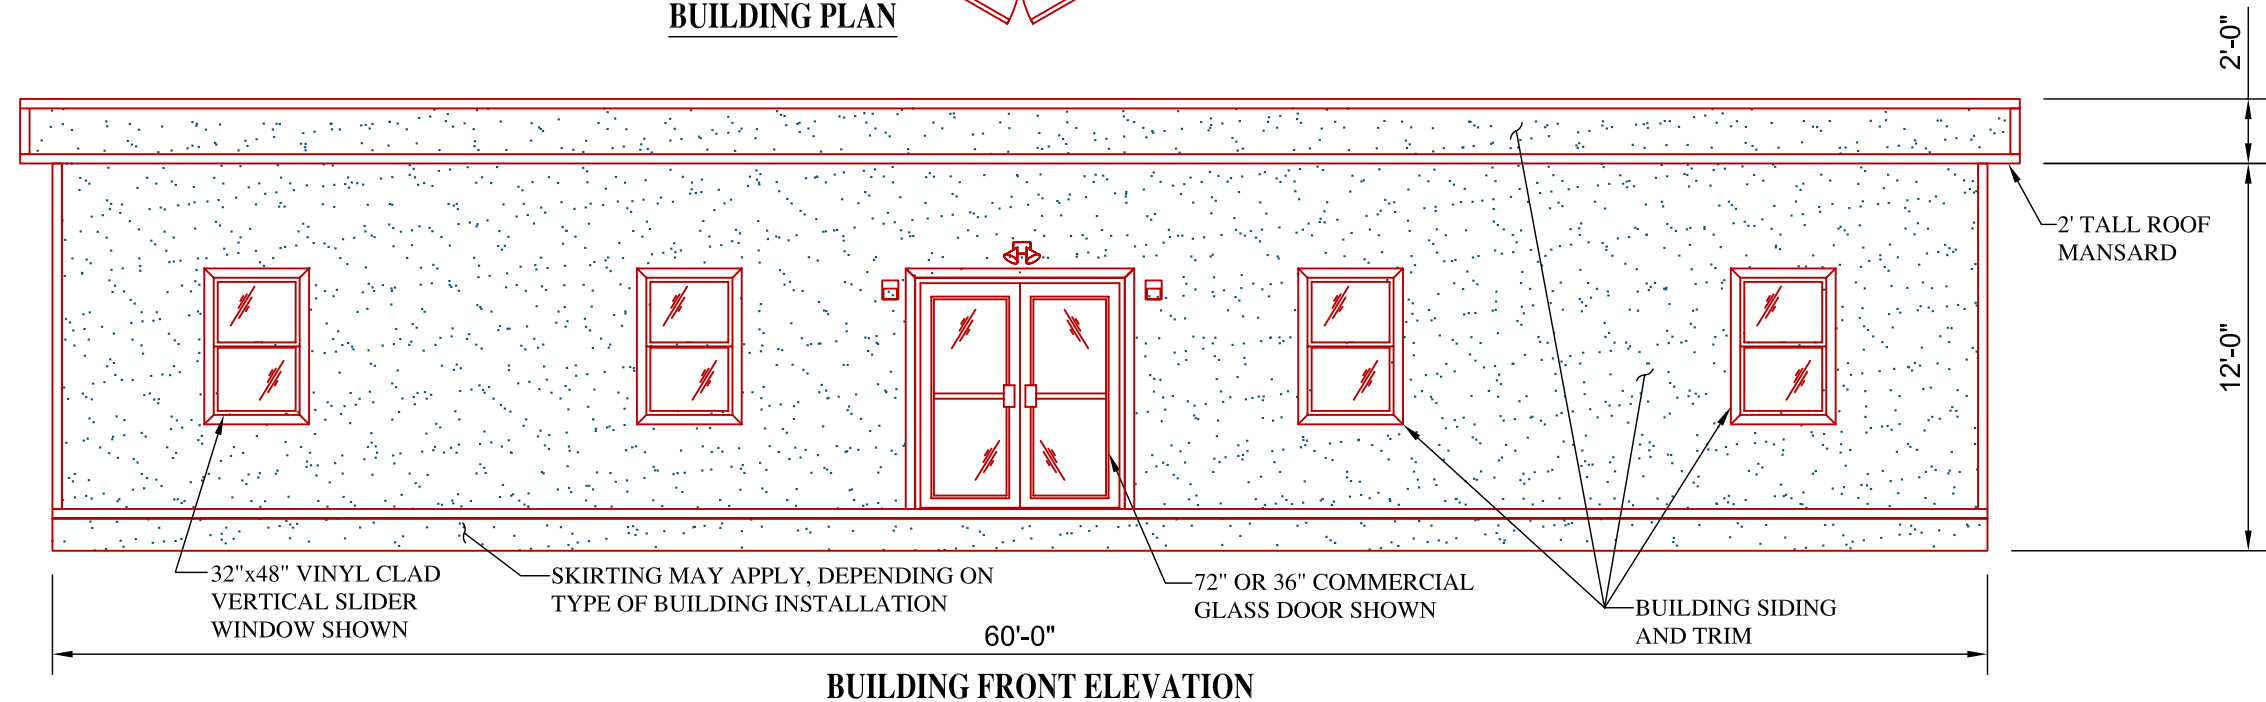 BUILDING PLAN
2'-0"
2' TALL ROOF
MANSARD
12'-0"
32"x48" VINYL CLAD
VERTICAL SLIDER
WINDOW SHOWN
SKIRTING MAY APPLY, DEPENDING ON
TYPE OF BUILDING INSTALLATION
72" OR 36" COMMERCIAL
GLASS DOOR SHOWN
BUILDING SIDING
AND TRIM
60'-0"
BUILDING FRONT ELEVATION